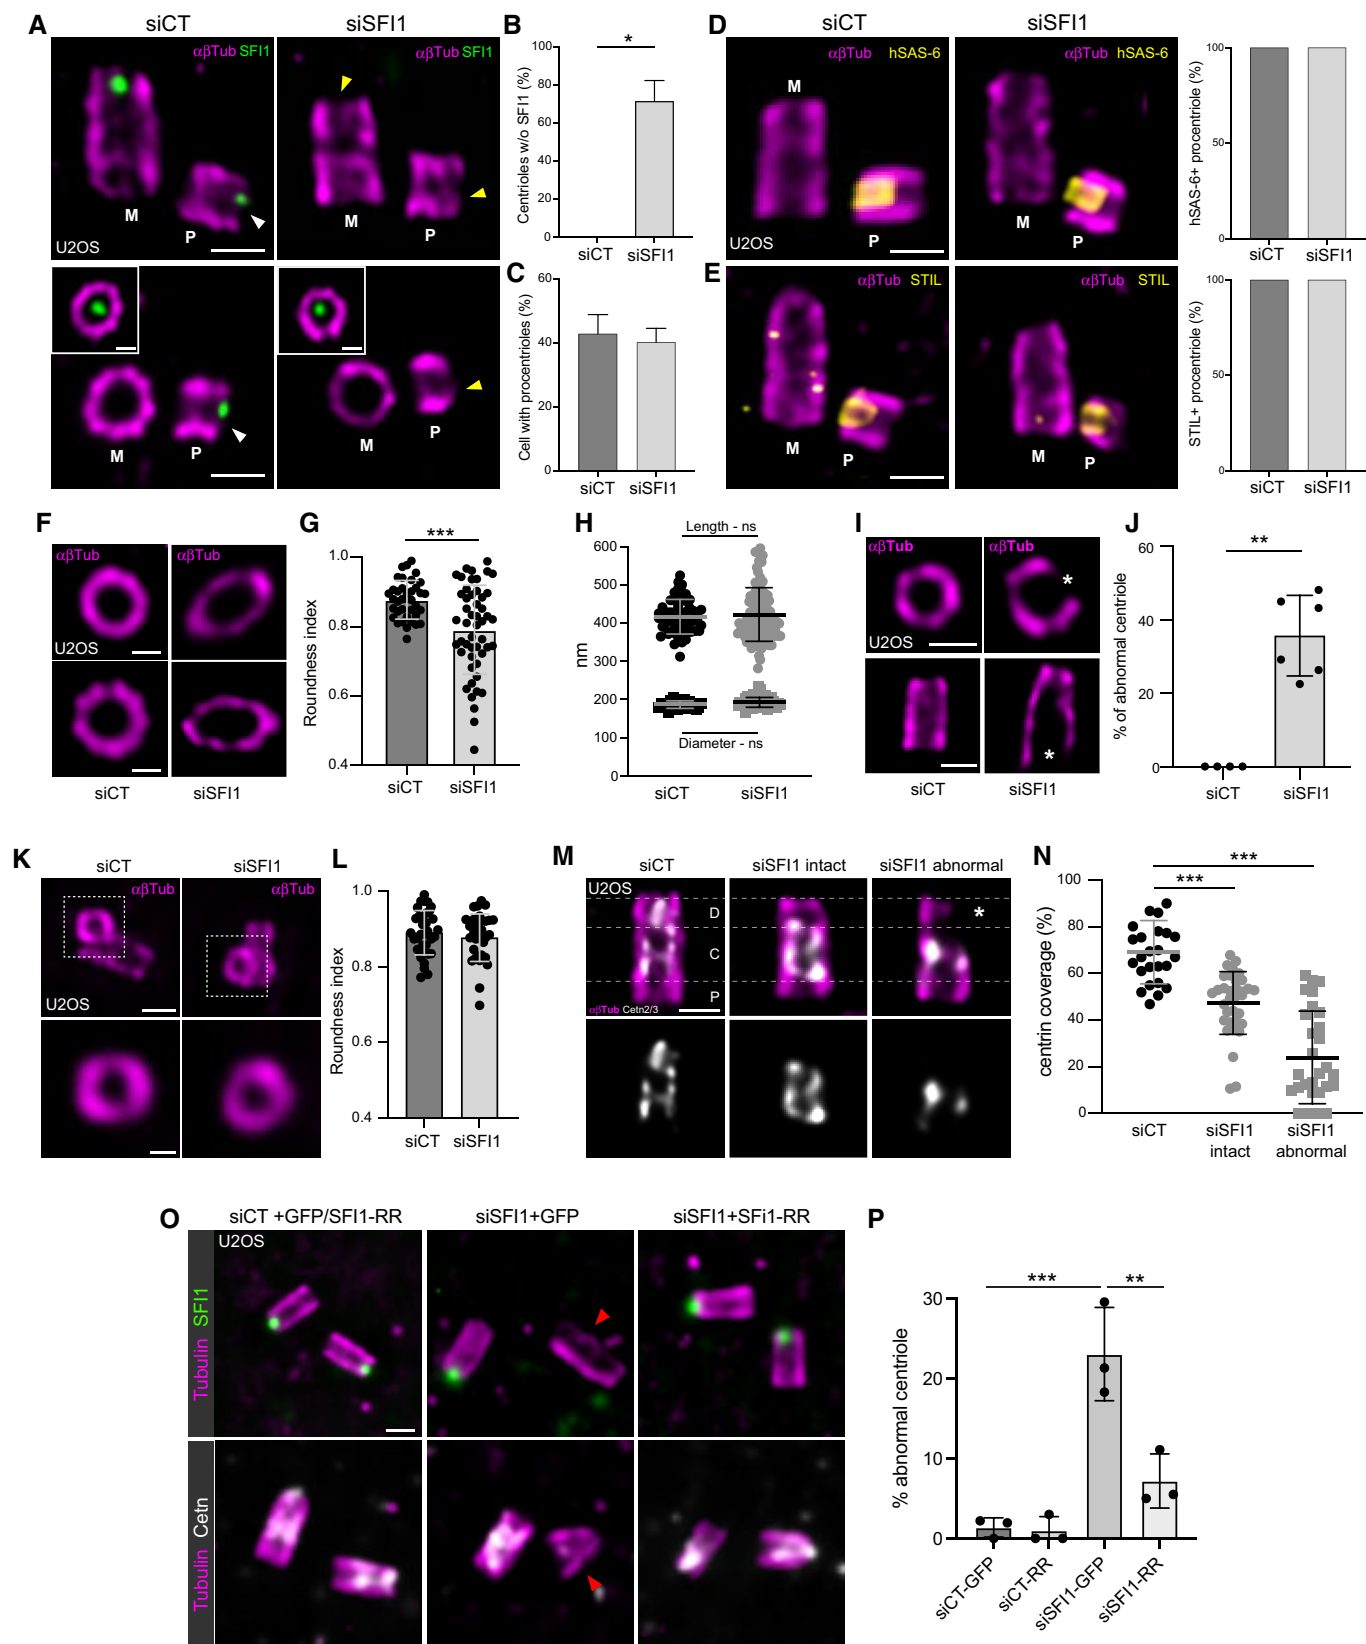 A
siCT
siSFI1
αβTub SFI1
αβTub SFI1
M
P
U2OS
M
P
M
P
M
P
B
*
Centrioles w/o SFI1 (%)
100
80
60
40
20
0
siCT
siSFI1
C
Cell with procentrioles (%)
60
40
20
0
siCT
siSFI1
D
siCT
siSFI1
αβTub hSAS-6
αβTub hSAS-6
M
P
U2OS
M
P
hSAS-6+ procentriole (%)
100
50
0
siCT
siSFI1
E
αβTub STIL
αβTub STIL
M
P
M
P
STIL+ procentriole (%)
100
50
0
siCT
siSFI1
F
αβTub
αβTub
U2OS
siCT
siSFI1
G
***
Roundness index
1.0
0.8
0.6
0.4
siCT
siSFI1
H
Length - ns
nm
600
500
400
300
200
100
0
Diameter - ns
siCT
siSFI1
I
αβTub
αβTub
*
U2OS
*
siCT
siSFI1
J
**
% of abnormal centriole
60
40
20
0
siCT
siSFI1
K
siCT
siSFI1
αβTub
αβTub
U2OS
L
Roundness index
1.0
0.8
0.6
0.4
siCT
siSFI1
M
siCT
siSFI1 intact
siSFI1 abnormal
U2OS
D
C
P
*
αβTub Cetn2/3
N
***
***
centrin coverage (%)
100
80
60
40
20
0
siCT
siSFI1
intact
siSFI1
abnormal
O
siCT +GFP/SFI1-RR
siSFI1+GFP
siSFI1+SFi1-RR
Tubulin SFI1
U2OS
Tubulin Cetn
P
***
**
% abnormal centriole
30
20
10
0
siCT-GFP
siCT-RR
siSFI1-GFP
siSFI1-RR